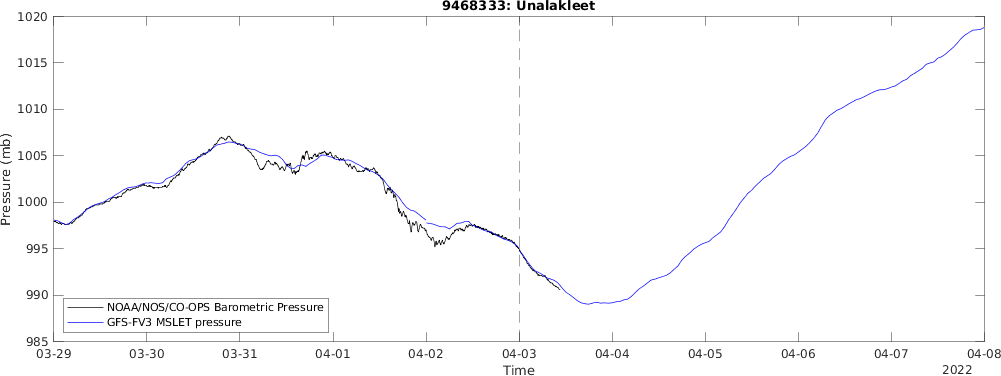 9468333: Unalakleet
1020
1015
1010
1005
1000
995
990
985
Pressure (mb)
NOAA/NOS/CO-OPS Barometric Pressure
GFS-FV3 MSLET pressure
03-29 03-30 03-31 04-01 04-02 04-03 04-04 04-05 04-06 04-07 04-08
Time
2022